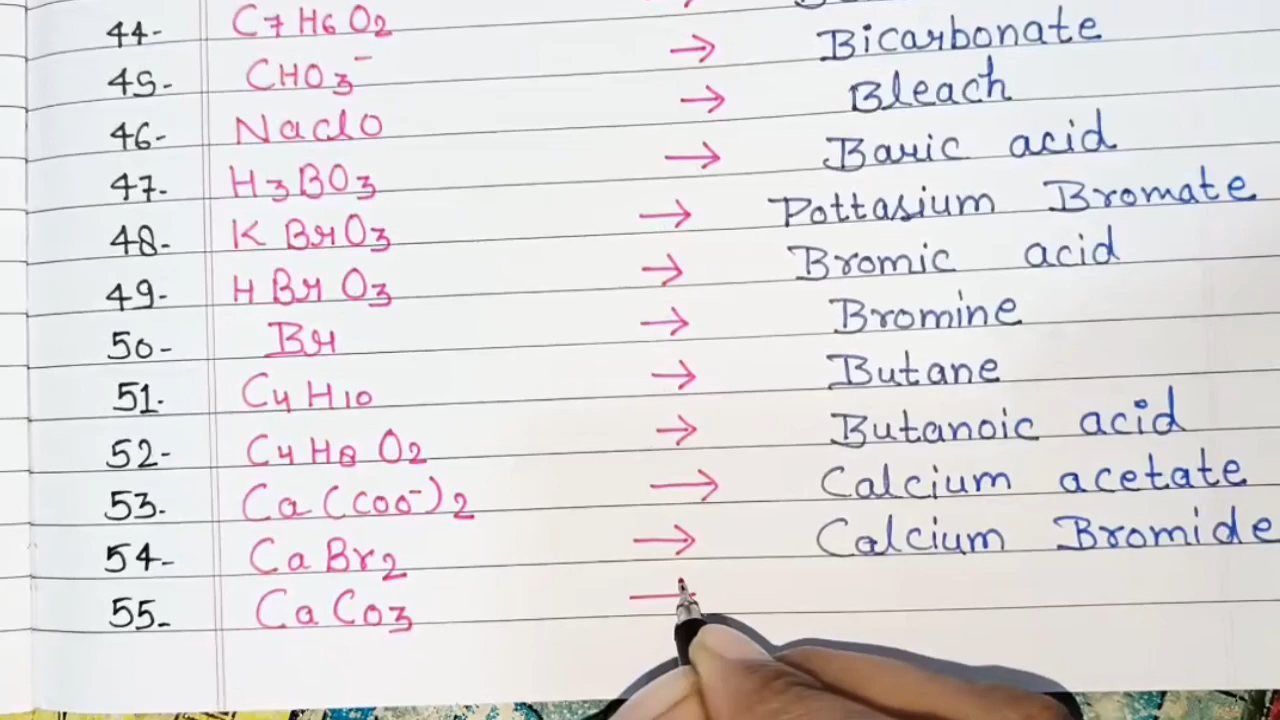 44- C7H6O2
45- CHO3⁻ → Bicarbonate
46- NaclO → Bleach
47- H3BO3 → Baric acid
48- KBrO3 → Pottasium Bromate
49- HBrO3 → Bromic acid
50- Br → Bromine
51- C4H10 → Butane
52- C4H8O2 → Butanoic acid
53- Ca(coo⁻)2 → Calcium acetate
54- CaBr2 → Calcium Bromide
55- CaCo3